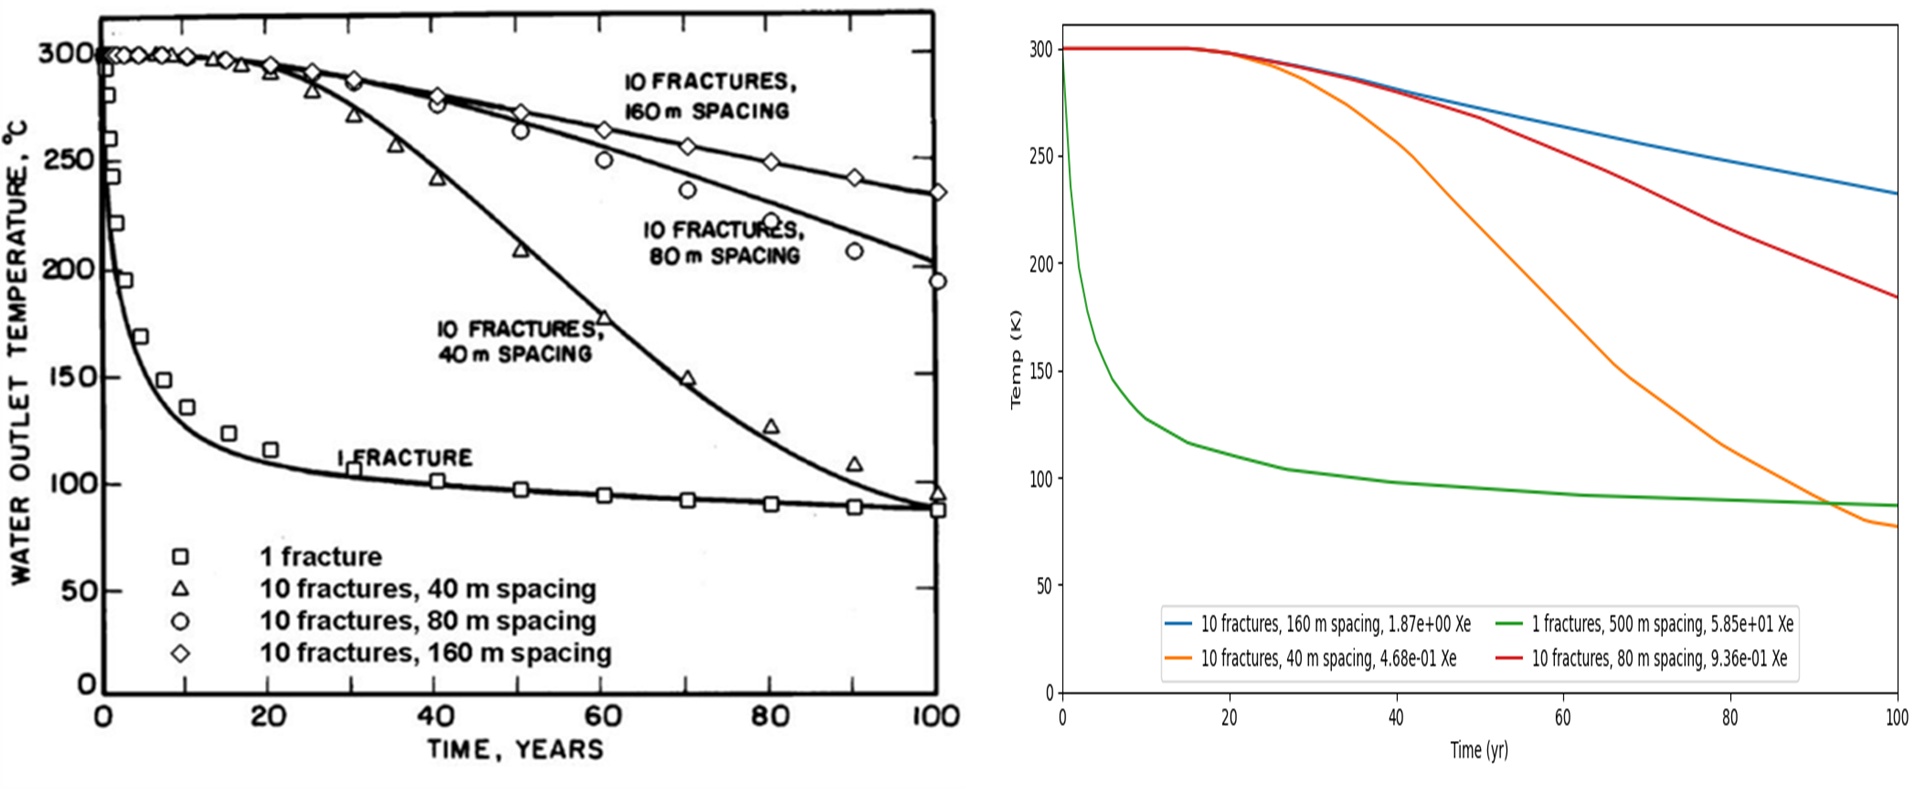 WATER OUTLET TEMPERATURE, °C
300
250
200
150
100
50
0
10 FRACTURES,
160 m SPACING
10 FRACTURES,
80 m SPACING
10 FRACTURES,
40 m SPACING
1 FRACTURE
1 fracture
10 fractures, 40 m spacing
10 fractures, 80 m spacing
10 fractures, 160 m spacing
0 20 40 60 80 100
TIME, YEARS
Temp (K)
300
250
200
150
100
50
0
10 fractures, 160 m spacing, 1.87e+00 Xe
10 fractures, 40 m spacing, 4.68e-01 Xe
1 fractures, 500 m spacing, 5.85e+01 Xe
10 fractures, 80 m spacing, 9.36e-01 Xe
0 20 40 60 80 100
Time (yr)